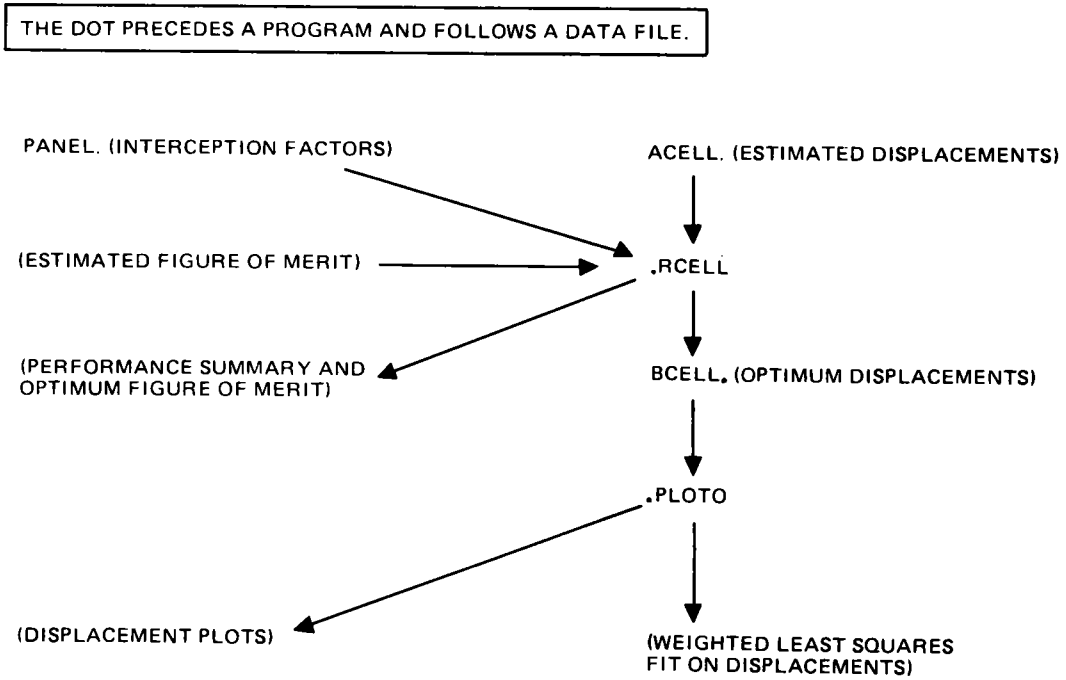 THE DOT PRECEDES A PROGRAM AND FOLLOWS A DATA FILE.
PANEL. (INTERCEPTION FACTORS)
ACELL. (ESTIMATED DISPLACEMENTS)
(ESTIMATED FIGURE OF MERIT)
.RCELL
(PERFORMANCE SUMMARY AND
OPTIMUM FIGURE OF MERIT)
BCELL. (OPTIMUM DISPLACEMENTS)
.PLOTO
(DISPLACEMENT PLOTS)
(WEIGHTED LEAST SQUARES
FIT ON DISPLACEMENTS)